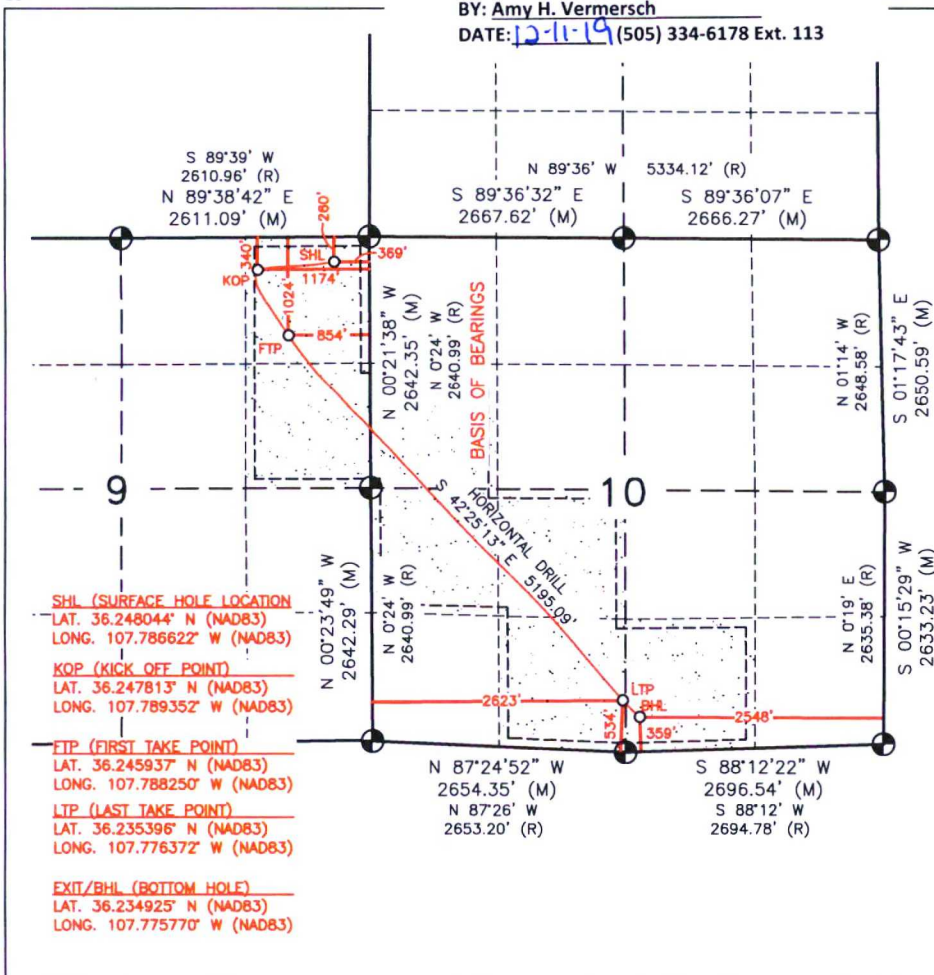 BY: Amy H. Vermersch
DATE: 12-11-19 (505) 334-6178 Ext. 113
S 89°39' W
2610.96' (R)
N 89°38'42" E
2611.09' (M)
N 89°36' W 5334.12' (R)
S 89°36'32" E
2667.62' (M)
S 89°36'07" E
2666.27' (M)
260'
340'
SHL
369'
KOP
1174'
1024'
FTP
854'
N 00°21'38" W
2642.35' (M)
N 0°24' W
2640.99' (R)
BASIS OF BEARINGS
N 01°14' W
2648.58' (R)
S 01°17'43" E
2650.59' (M)
9
10
HORIZONTAL DRILL
S 42°25'13" E 5195.09'
N 00°23'49" W
2642.29' (M)
N 0°24' W
2640.99' (R)
N 0°19' E
2635.38' (R)
S 00°15'29" W
2633.23' (M)
SHL (SURFACE HOLE LOCATION
LAT. 36.248044° N (NAD83)
LONG. 107.786622° W (NAD83)
KOP (KICK OFF POINT)
LAT. 36.247813° N (NAD83)
LONG. 107.789352° W (NAD83)
FTP (FIRST TAKE POINT)
LAT. 36.245937° N (NAD83)
LONG. 107.788250° W (NAD83)
LTP (LAST TAKE POINT)
LAT. 36.235396° N (NAD83)
LONG. 107.776372° W (NAD83)
EXIT/BHL (BOTTOM HOLE)
LAT. 36.234925° N (NAD83)
LONG. 107.775770° W (NAD83)
2623'
LTP
BHL
2548'
534'
359'
N 87°24'52" W
2654.35' (M)
N 87°26' W
2653.20' (R)
S 88°12'22" W
2696.54' (M)
S 88°12' W
2694.78' (R)